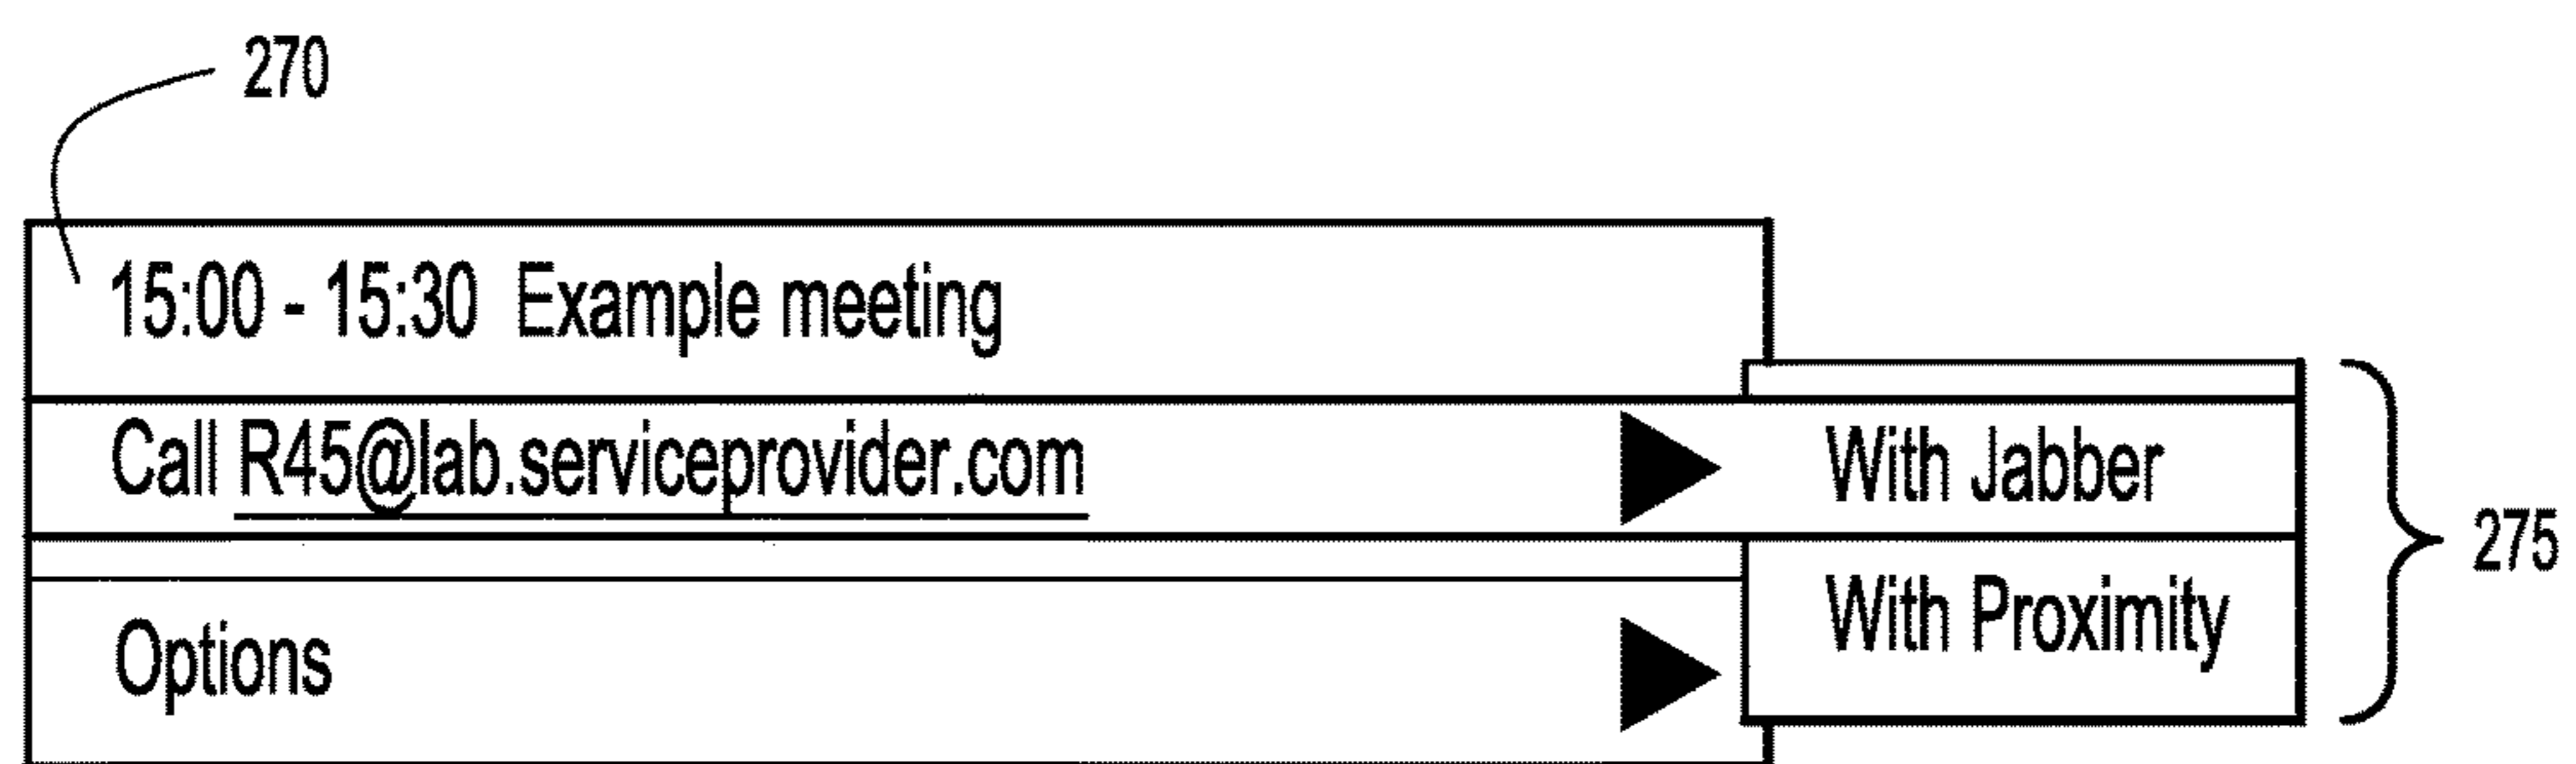 270
15:00 - 15:30 Example meeting
Call R45@lab.serviceprovider.com
With Jabber
275
With Proximity
Options